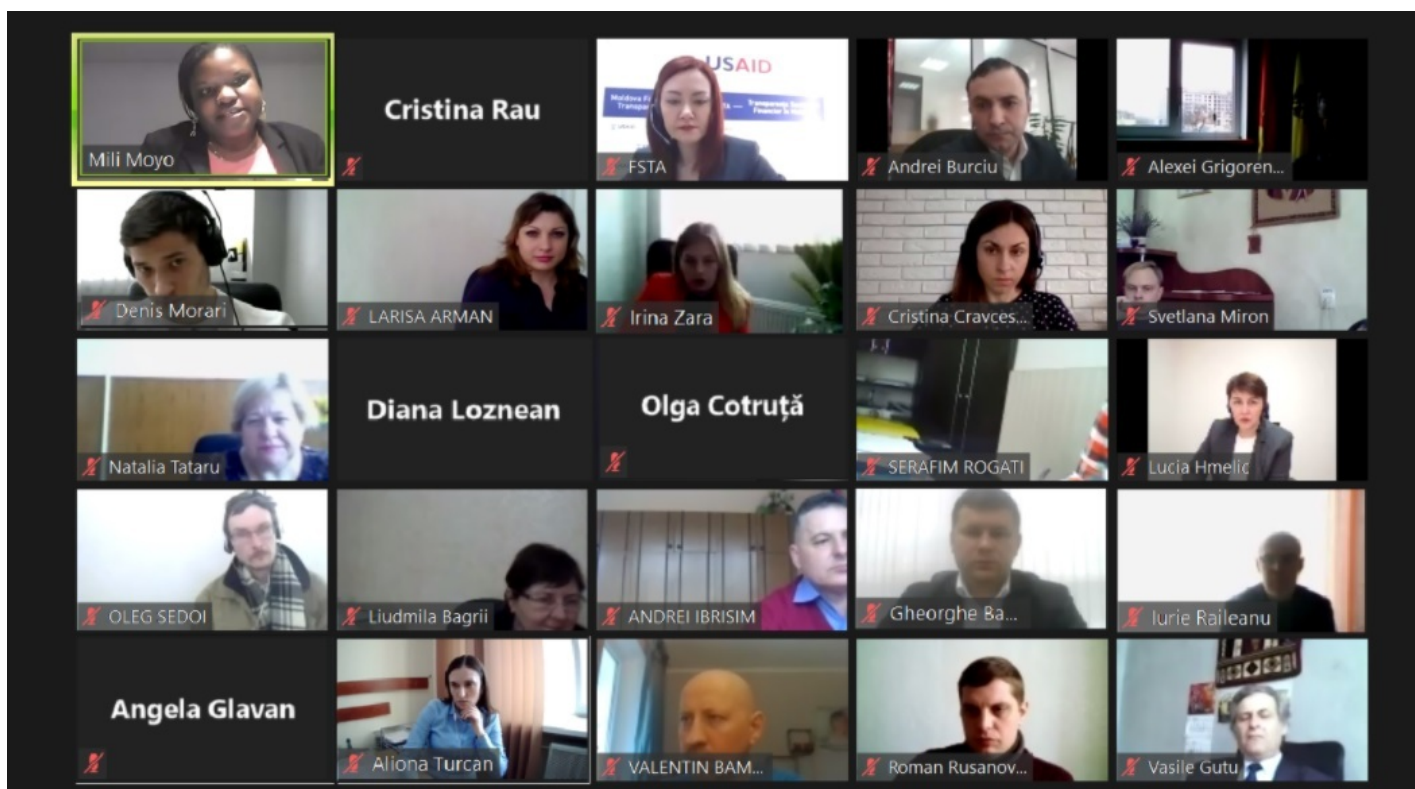 Mili Moyo
Cristina Rau
USAID
FSTA
Andrei Burciu
Alexei Grigoren...
Denis Morari
LARISA ARMAN
Irina Zara
Cristina Cravces...
Svetlana Miron
Natalia Tataru
Diana Loznean
Olga Cotruță
SERAFIM ROGATI
Lucia Hmelic
OLEG SEDOI
Liudmila Bagrii
ANDREI IBRISIM
Gheorghe Ba...
Iurie Raileanu
Angela Glavan
Aliona Turcan
VALENTIN BAM...
Roman Rusanov...
Vasile Gutu